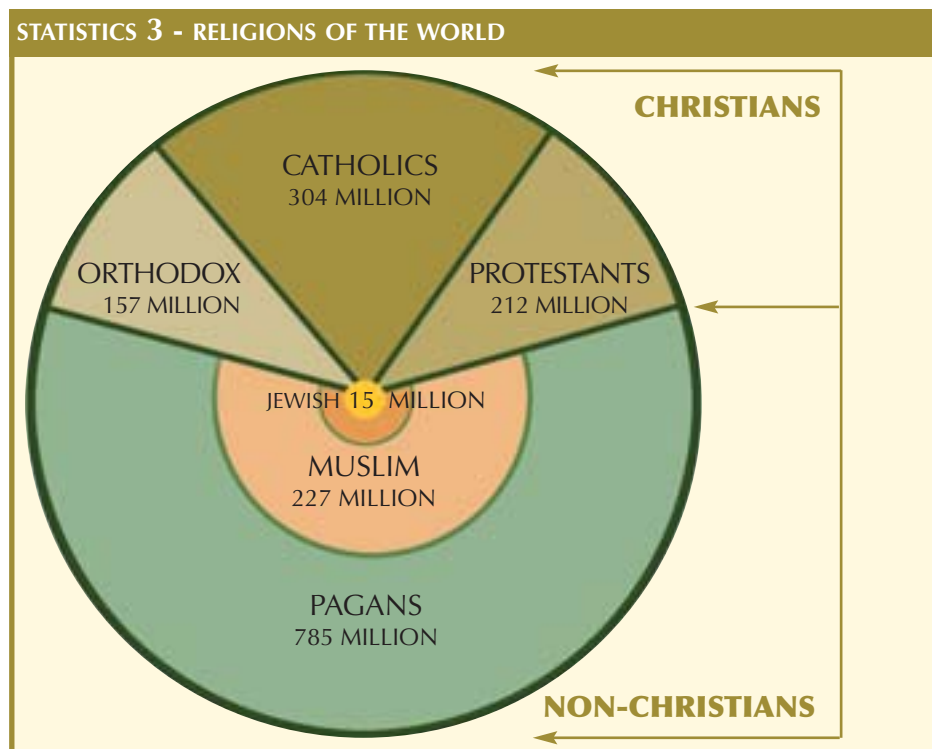 STATISTICS 3 - RELIGIONS OF THE WORLD
CHRISTIANS
CATHOLICS
304 MILLION
ORTHODOX
157 MILLION
PROTESTANTS
212 MILLION
JEWISH 15 MILLION
MUSLIM
227 MILLION
PAGANS
785 MILLION
NON-CHRISTIANS